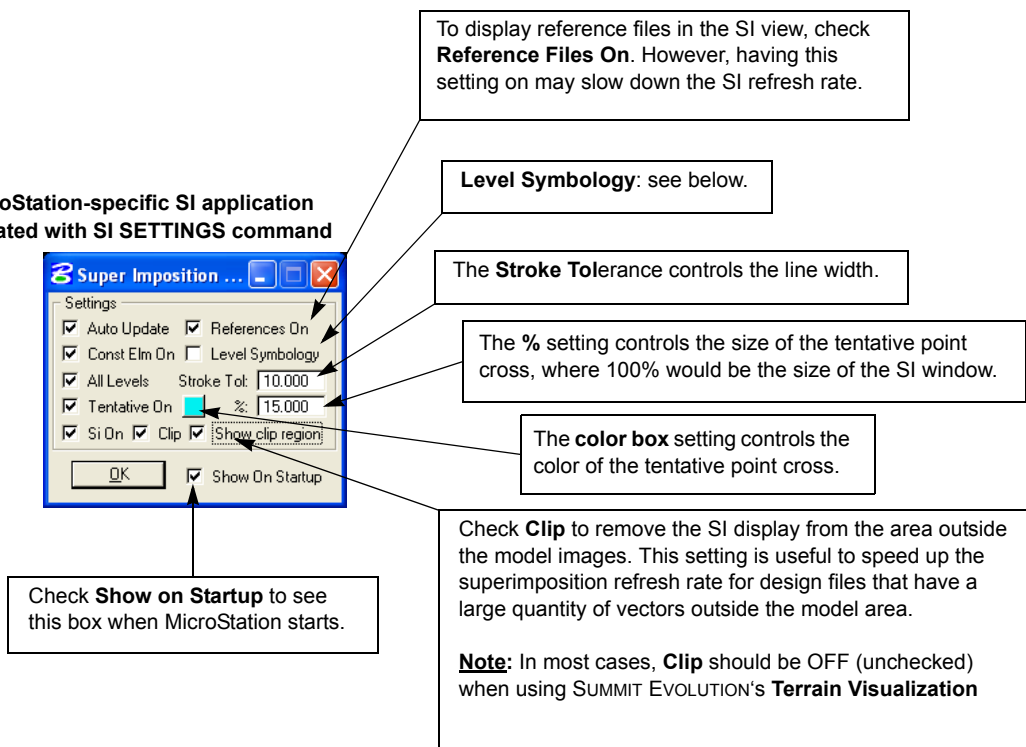 To display reference files in the SI view, check
Reference Files On. However, having this
setting on may slow down the SI refresh rate.
Level Symbology: see below.
oStation-specific SI application
ated with SI SETTINGS command
The Stroke Tolerance controls the line width.
The % setting controls the size of the tentative point
cross, where 100% would be the size of the SI window.
The color box setting controls the
color of the tentative point cross.
Super Imposition ...
Settings
Auto Update References On
Const Elm On Level Symbology
All Levels Stroke Tol: 10.000
Tentative On %: 15.000
Si On Clip Show clip region
OK Show On Startup
Check Clip to remove the SI display from the area outside
the model images. This setting is useful to speed up the
superimposition refresh rate for design files that have a
large quantity of vectors outside the model area.
Note: In most cases, Clip should be OFF (unchecked)
when using SUMMIT EVOLUTION‘s Terrain Visualization
Check Show on Startup to see
this box when MicroStation starts.